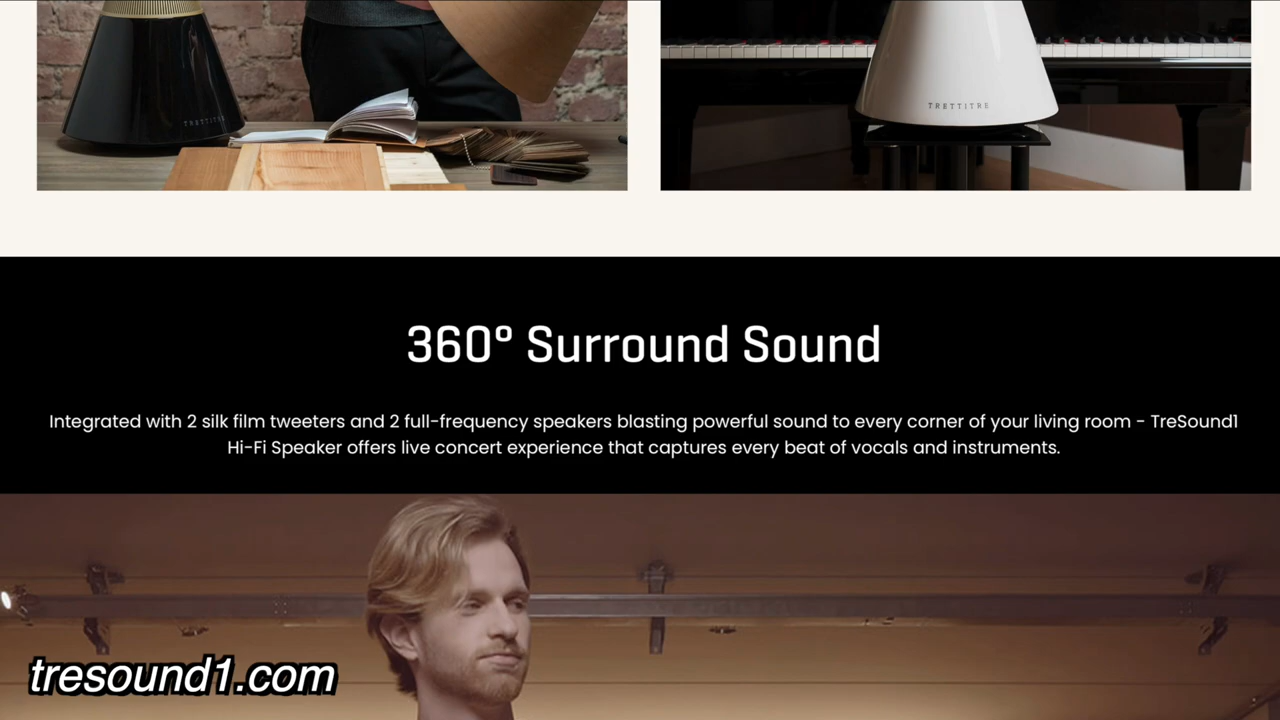 TRETTITRE
TRETTITRE
360° Surround Sound
Integrated with 2 silk film tweeters and 2 full-frequency speakers blasting powerful sound to every corner of your living room - TreSound1
Hi-Fi Speaker offers live concert experience that captures every beat of vocals and instruments.
tresound1.com